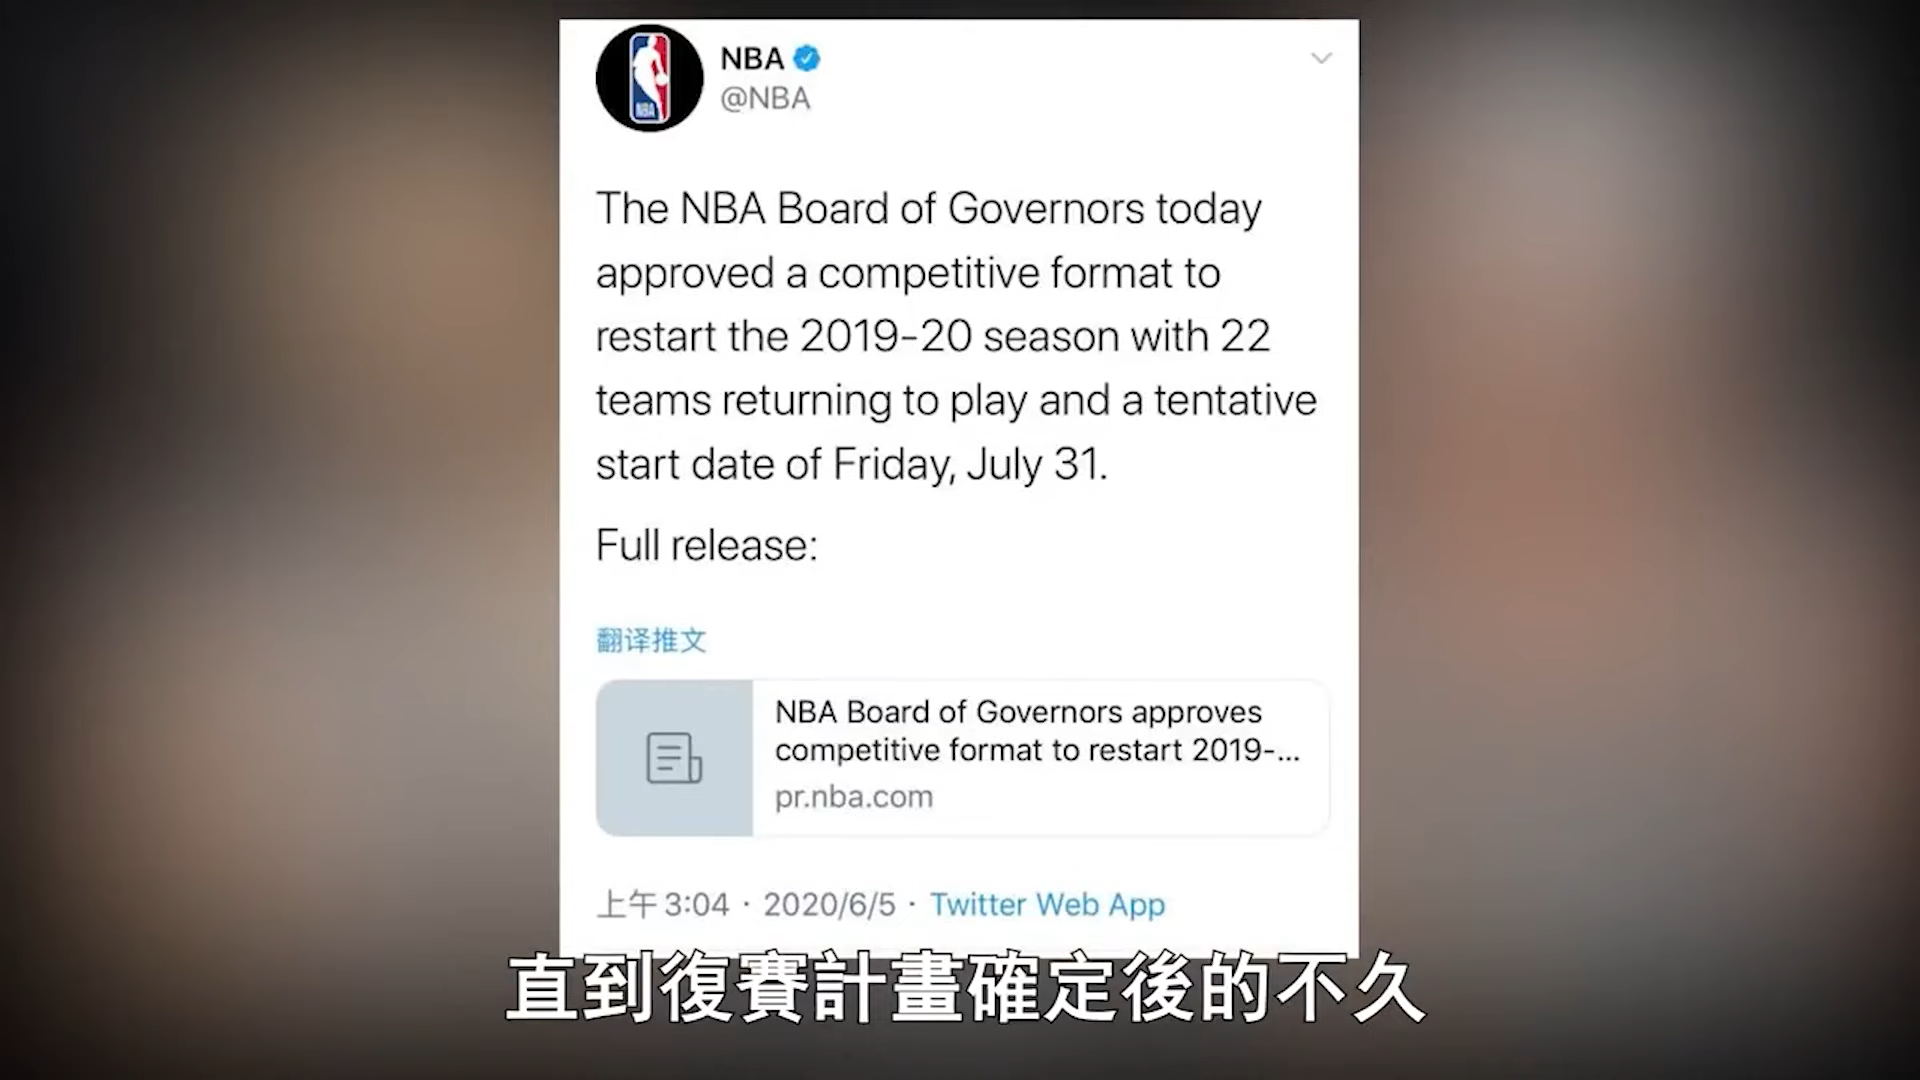 NBA
@NBA
NBA
The NBA Board of Governors today
approved a competitive format to
restart the 2019-20 season with 22
teams returning to play and a tentative
start date of Friday, July 31.
Full release:
翻译推文
NBA Board of Governors approves
competitive format to restart 2019-...
pr.nba.com
上午 3:04 · 2020/6/5 · Twitter Web App
直到復賽計畫確定後的不久